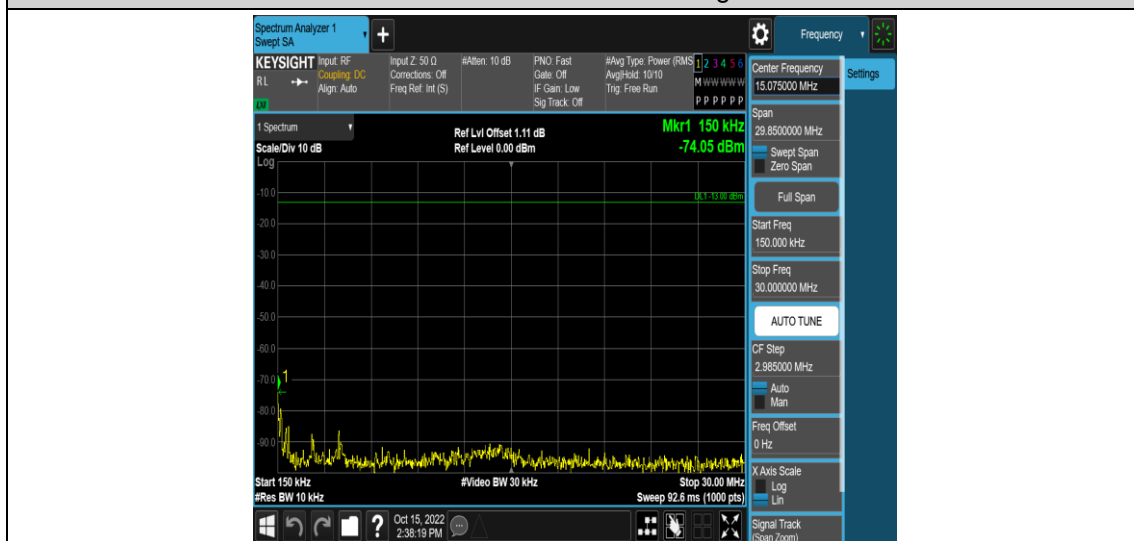 Spectrum Analyzer 1
Swept SA
+
Frequency
KEYSIGHT
RL
LXI
Input: RF
Coupling: DC
Align: Auto
Input Z: 50 Ω
Corrections: Off
Freq Ref: Int (S)
#Atten: 10 dB
PNO: Fast
Gate: Off
IF Gain: Low
Sig Track: Off
#Avg Type: Power (RMS
Avg|Hold: 10/10
Trig: Free Run
1 2 3 4 5 6
M W W W W W
P P P P P P
1 Spectrum
Scale/Div 10 dB
Log
Ref Lvl Offset 1.11 dB
Ref Level 0.00 dBm
Mkr1 150 kHz
-74.05 dBm
DL1 -13.00 dBm
-10.0
-20.0
-30.0
-40.0
-50.0
-60.0
-70.0
1
-80.0
-90.0
Start 150 kHz
#Video BW 30 kHz
Stop 30.00 MHz
#Res BW 10 kHz
Sweep 92.6 ms (1000 pts)
?
Oct 15, 2022
2:38:19 PM
Center Frequency
15.075000 MHz
Settings
Span
29.8500000 MHz
Swept Span
Zero Span
Full Span
Start Freq
150.000 kHz
Stop Freq
30.000000 MHz
AUTO TUNE
CF Step
2.985000 MHz
Auto
Man
Freq Offset
0 Hz
X Axis Scale
Log
Lin
Signal Track
(Span Zoom)